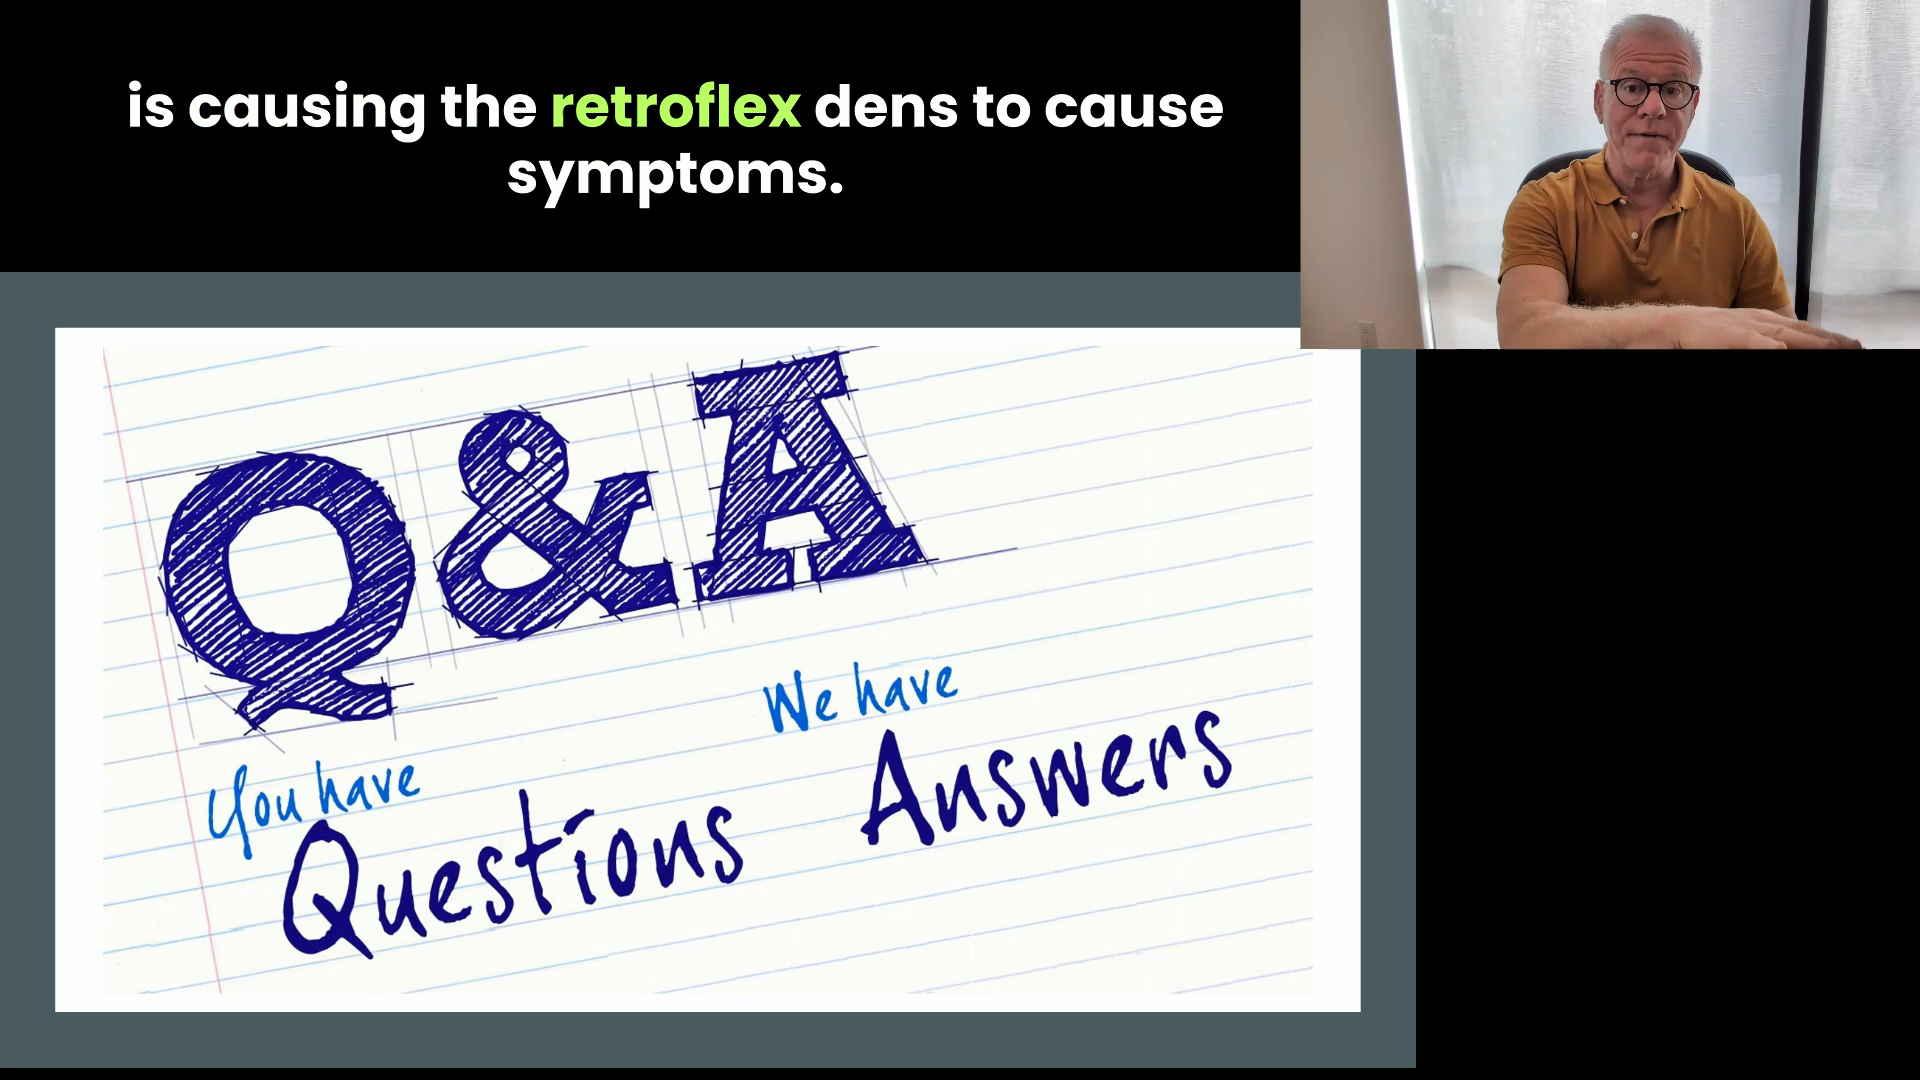 is causing the retroflex dens to cause
symptoms.
Q&A
We have
Answers
You have
Questions